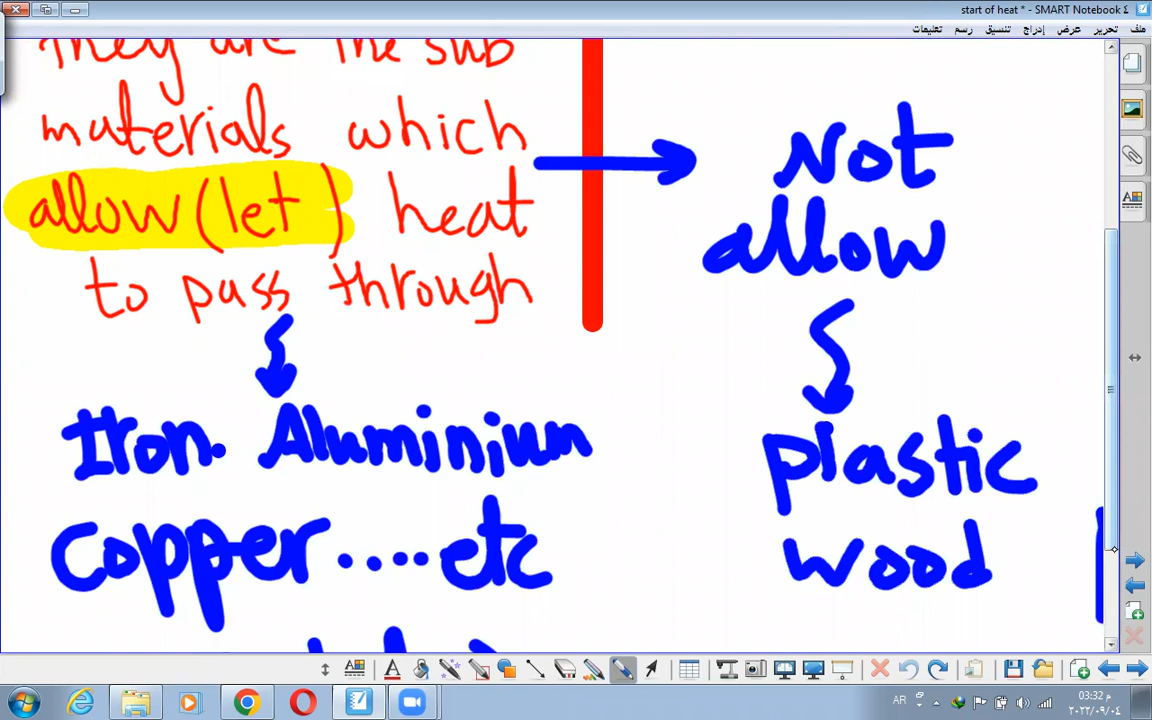 start of heat * - SMART Notebook ٤
ملف تحرير عرض إدراج تنسيق رسم تعليمات
They are the sub
materials which
allow (let) heat
to pass through
Iron. Aluminium
Copper ....etc
Not
allow
plastic
wood
AR
٠3:32 م
٢٠٢٢/٠٩/٠٤